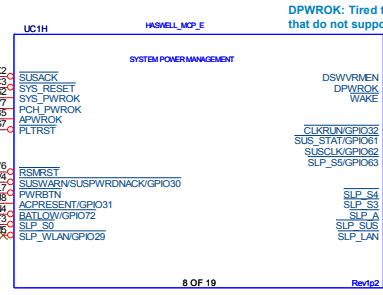 DPWROK: Tired
that do not
UC1H
HASWELL_MCP_E
SYSTEM POWER MANAGEMENT
SUSACK
SYS_RESET
SYS_PWROK
PCH_PWROK
APWROK
PLTRST
RSMRST
SUSWARN/SUSPWRDNACK/GPIO30
PWRBTN
ACPRESENT/GPIO31
BATLOW/GPIO72
SLP_S0
SLP_WLAN/GPIO29
DSWVRMEN
DPWROK
WAKE
CLKRUN/GPIO32
SUS_STAT/GPIO61
SUSCLK/GPIO62
SLP_S5/GPIO63
SLP_S4
SLP_S3
SLP_A
SLP_SUS
SLP_LAN
8 OF 19
Rev1p2